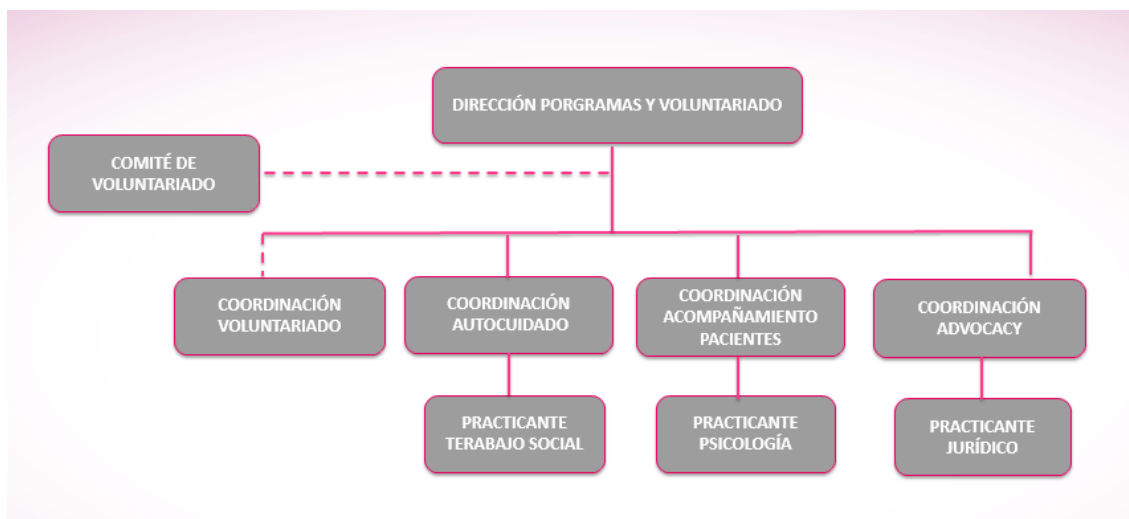 DIRECCIÓN PORGRAMAS Y VOLUNTARIADO
COMITÉ DE
VOLUNTARIADO
COORDINACIÓN
VOLUNTARIADO
COORDINACIÓN
AUTOCUIDADO
COORDINACIÓN
ACOMPAÑAMIENTO
PACIENTES
COORDINACIÓN
ADVOCACY
PRACTICANTE
TERABAJO SOCIAL
PRACTICANTE
PSICOLOGÍA
PRACTICANTE
JURÍDICO